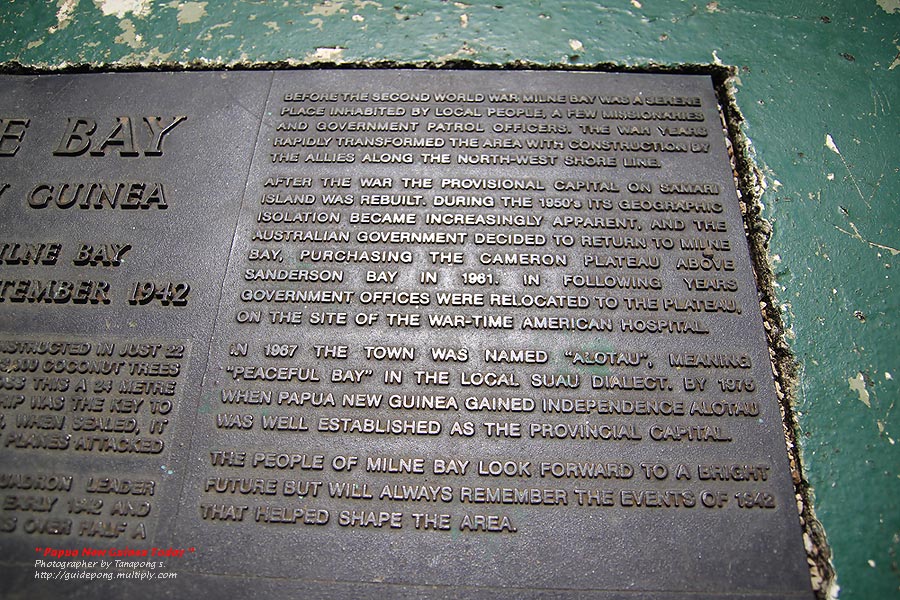 E BAY
GUINEA
ILNE BAY
TEMBER 1942
NSTRUCTED IN JUST 22
COCONUT TREES
THIS A 24 METRE
RIP WAS THE KEY TO
, WHEN SEALED, IT
PLANES ATTACKED
UADRON LEADER
EARLY 1942 AND
OVER HALF A
BEFORE THE SECOND WORLD WAR MILNE BAY WAS A SERENE
PLACE INHABITED BY LOCAL PEOPLE, A FEW MISSIONARIES
AND GOVERNMENT PATROL OFFICERS. THE WAR YEARS
RAPIDLY TRANSFORMED THE AREA WITH CONSTRUCTION BY
THE ALLIES ALONG THE NORTH-WEST SHORE LINE.
AFTER THE WAR THE PROVISIONAL CAPITAL ON SAMARI
ISLAND WAS REBUILT. DURING THE 1950's ITS GEOGRAPHIC
ISOLATION BECAME INCREASINGLY APPARENT, AND THE
AUSTRALIAN GOVERNMENT DECIDED TO RETURN TO MILNE
BAY, PURCHASING THE CAMERON PLATEAU ABOVE
SANDERSON BAY IN 1961. IN FOLLOWING YEARS
GOVERNMENT OFFICES WERE RELOCATED TO THE PLATEAU,
ON THE SITE OF THE WAR-TIME AMERICAN HOSPITAL.
IN 1967 THE TOWN WAS NAMED "ALOTAU", MEANING
"PEACEFUL BAY" IN THE LOCAL SUAU DIALECT. BY 1975
WHEN PAPUA NEW GUINEA GAINED INDEPENDENCE ALOTAU
WAS WELL ESTABLISHED AS THE PROVINCIAL CAPITAL.
THE PEOPLE OF MILNE BAY LOOK FORWARD TO A BRIGHT
FUTURE BUT WILL ALWAYS REMEMBER THE EVENTS OF 1942
THAT HELPED SHAPE THE AREA.
" Papua New Guinea Today "
Photographer by Tanapong s.
http://guidepong.multiply.com